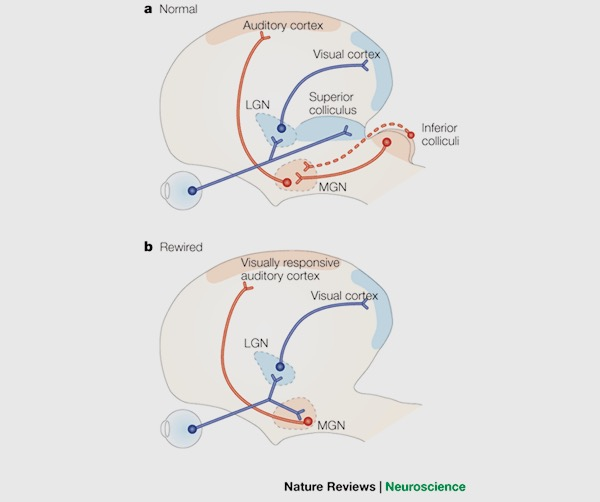 a Normal
Auditory cortex
Visual cortex
LGN
Superior
colliculus
Inferior
colliculi
MGN
b Rewired
Visually responsive
auditory cortex
Visual cortex
LGN
MGN
Nature Reviews | Neuroscience